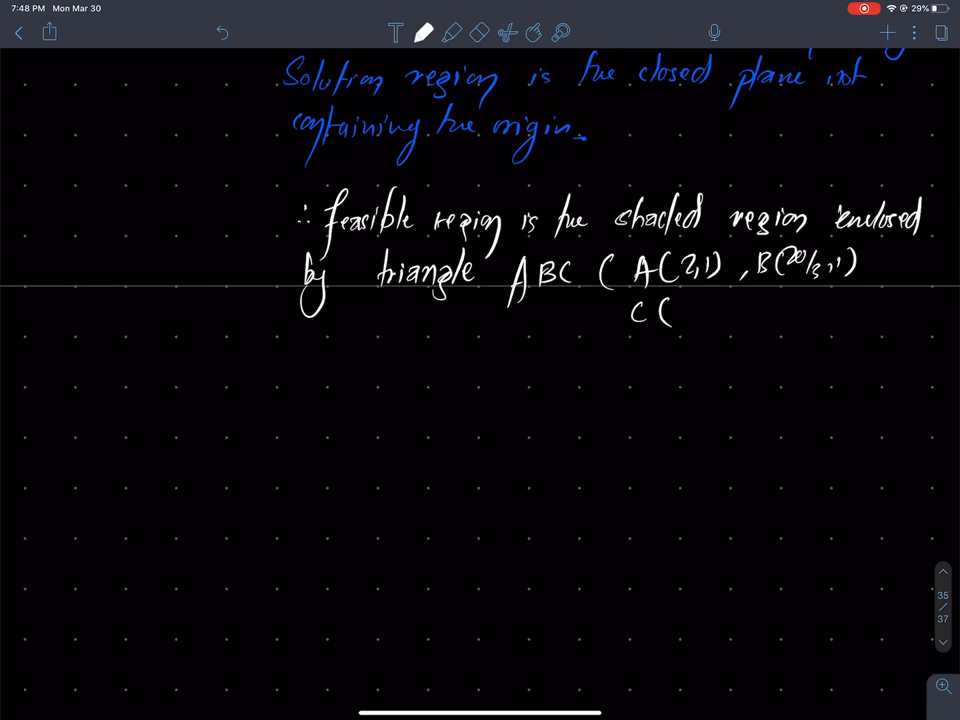 7:48 PM Mon Mar 30
29%
Solution region is the closed plane not
containing the origin.
∴ feasible region is the shaded region enclosed
by triangle ABC ( A(2,1) , B(20/3,1)
C (
35
/
37